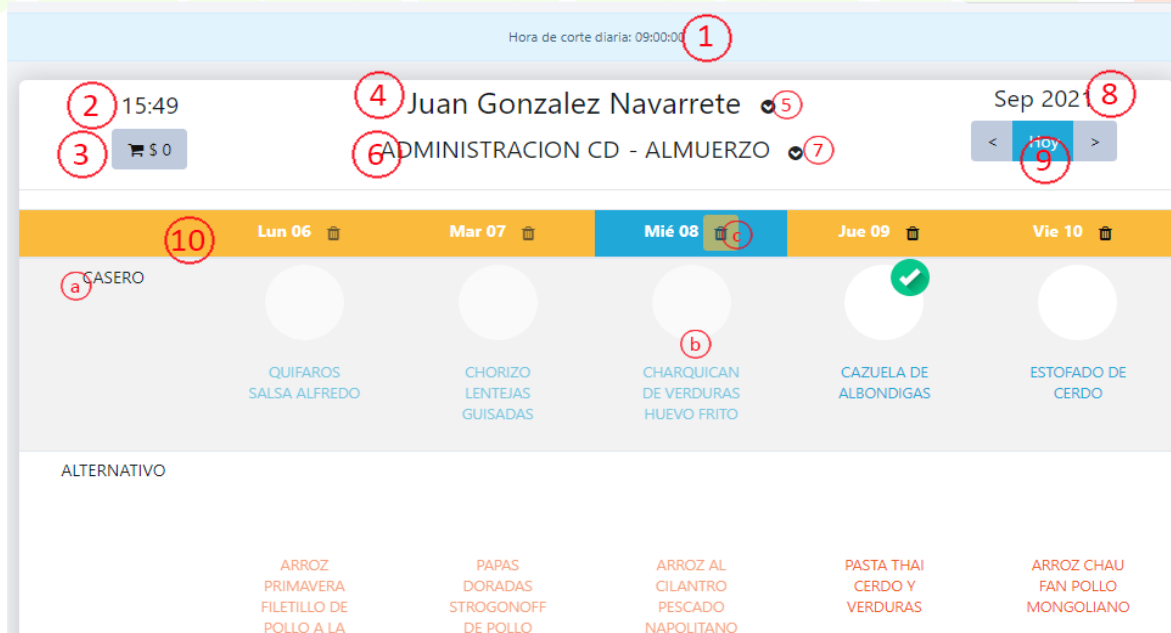 Hora de corte diaria: 09:00:00 1
2 15:49
4 Juan Gonzalez Navarrete 5
Sep 2021 8
3 $ 0
6 ADMINISTRACION CD - ALMUERZO 7
< Hoy >
9
10 Lun 06 Mar 07 Mié 08 c Jue 09 Vie 10
a CASERO
b
QUIFAROS
SALSA ALFREDO
CHORIZO
LENTEJAS
GUISADAS
CHARQUICAN
DE VERDURAS
HUEVO FRITO
CAZUELA DE
ALBONDIGAS
ESTOFADO DE
CERDO
ALTERNATIVO
ARROZ
PRIMAVERA
FILETILLO DE
POLLO A LA
PAPAS
DORADAS
STROGONOFF
DE POLLO
ARROZ AL
CILANTRO
PESCADO
NAPOLITANO
PASTA THAI
CERDO Y
VERDURAS
ARROZ CHAU
FAN POLLO
MONGOLIANO